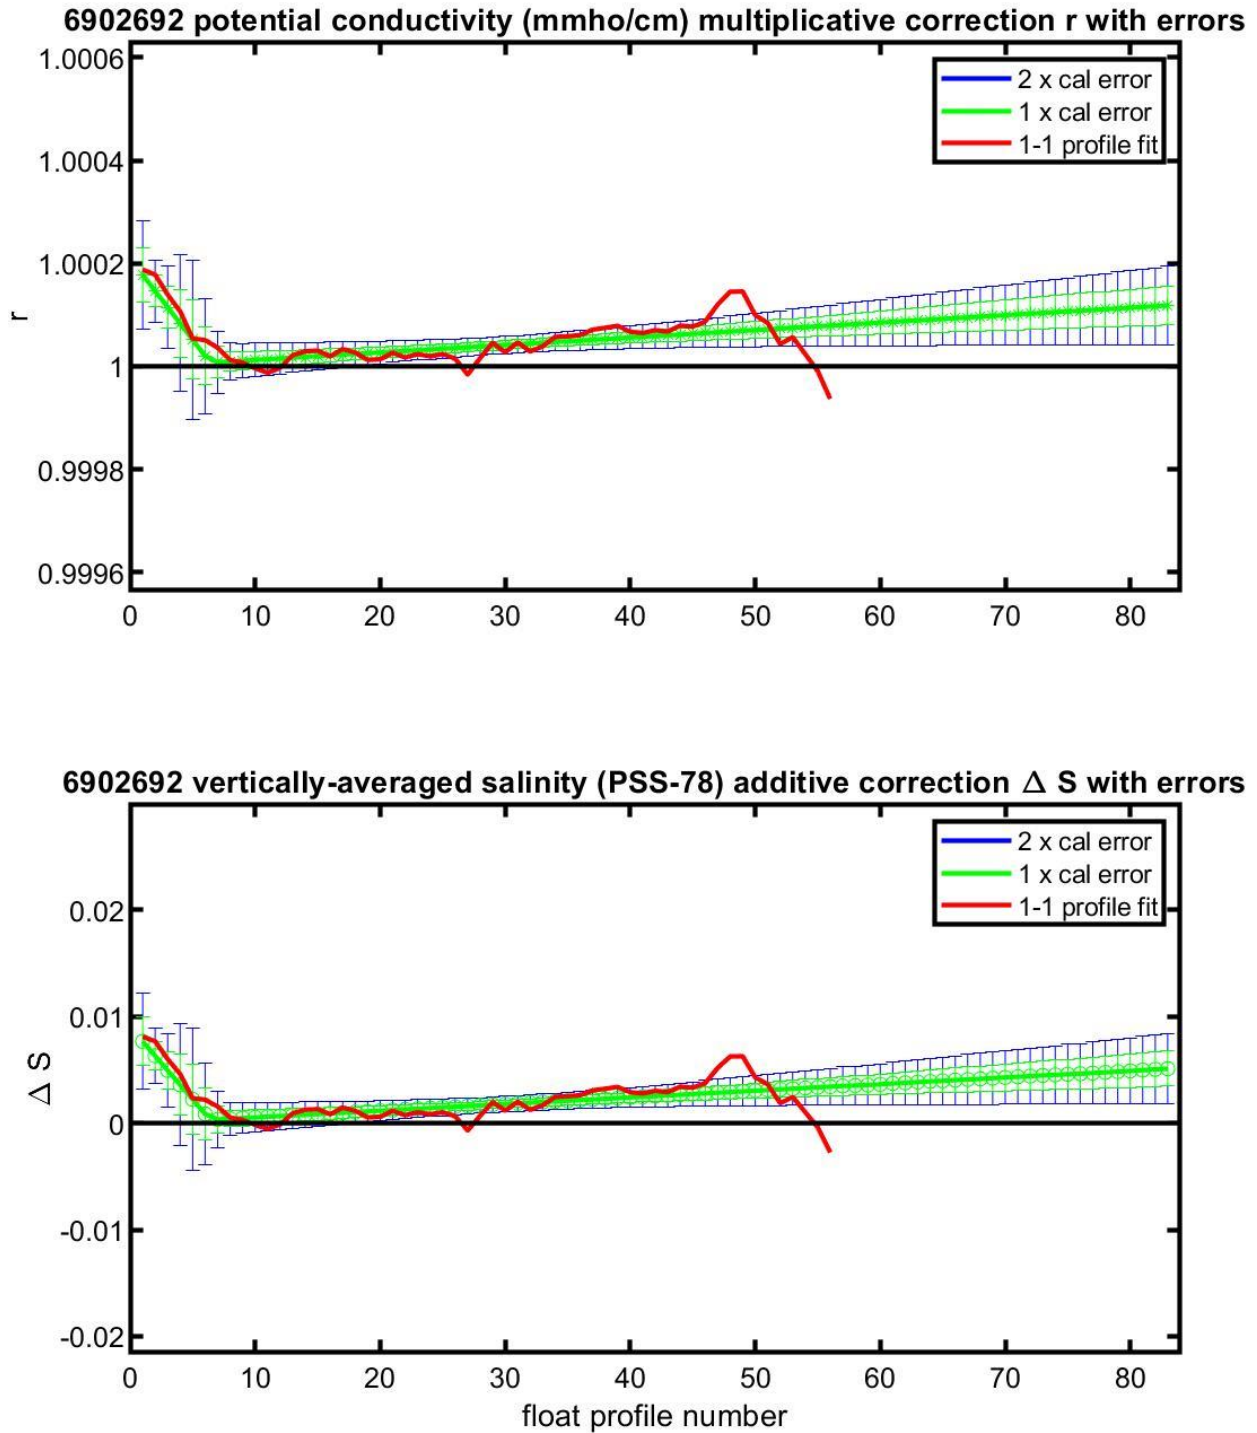 6902692 potential conductivity (mmho/cm) multiplicative correction r with errors
1.0006
1.0004
1.0002
1
0.9998
0.9996
r
2 x cal error
1 x cal error
1-1 profile fit
0 10 20 30 40 50 60 70 80
6902692 vertically-averaged salinity (PSS-78) additive correction Δ S with errors
0.02
0.01
0
-0.01
-0.02
Δ S
2 x cal error
1 x cal error
1-1 profile fit
0 10 20 30 40 50 60 70 80
float profile number